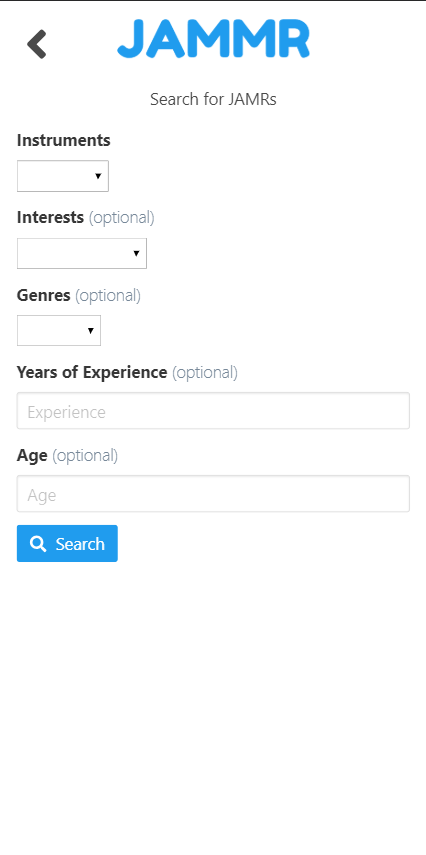 JAMMR
Search for JAMRs
Instruments
Interests (optional)
Genres (optional)
Years of Experience (optional)
Experience
Age (optional)
Age
Search